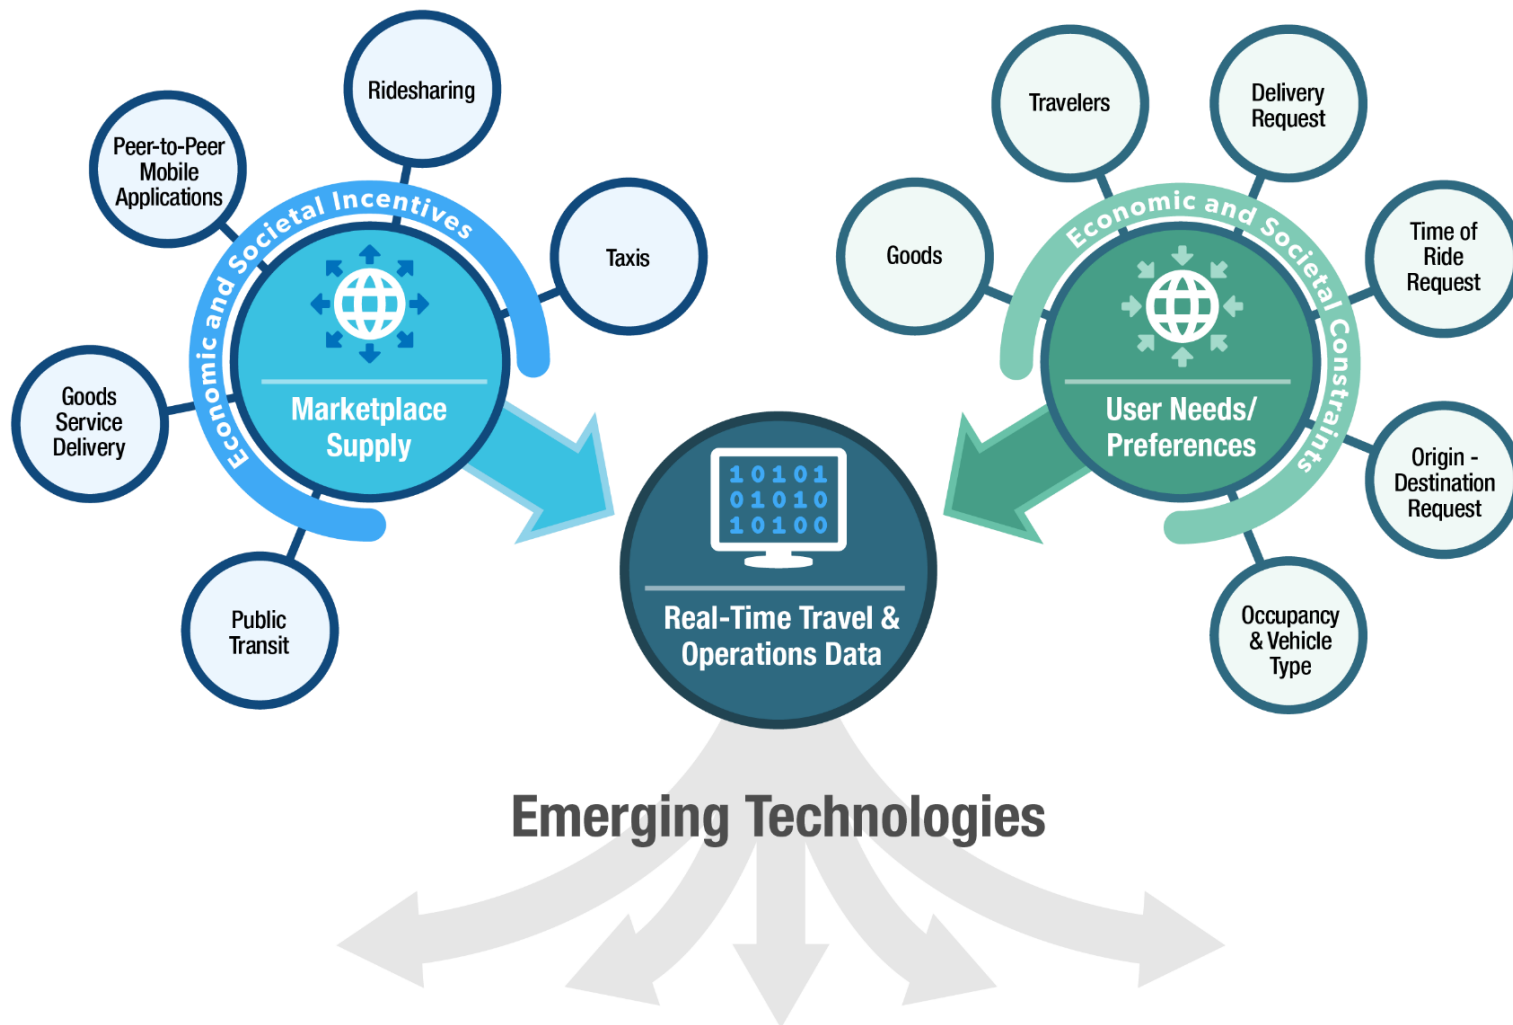 Ridesharing
Peer-to-Peer
Mobile
Applications
Taxis
Goods
Service
Delivery
Public
Transit
Economic and Societal Incentives
Marketplace
Supply
Travelers
Delivery
Request
Goods
Time of
Ride
Request
Origin -
Destination
Request
Occupancy
& Vehicle
Type
Economic and Societal Constraints
User Needs/
Preferences
10101
01010
10100
Real-Time Travel &
Operations Data
Emerging Technologies